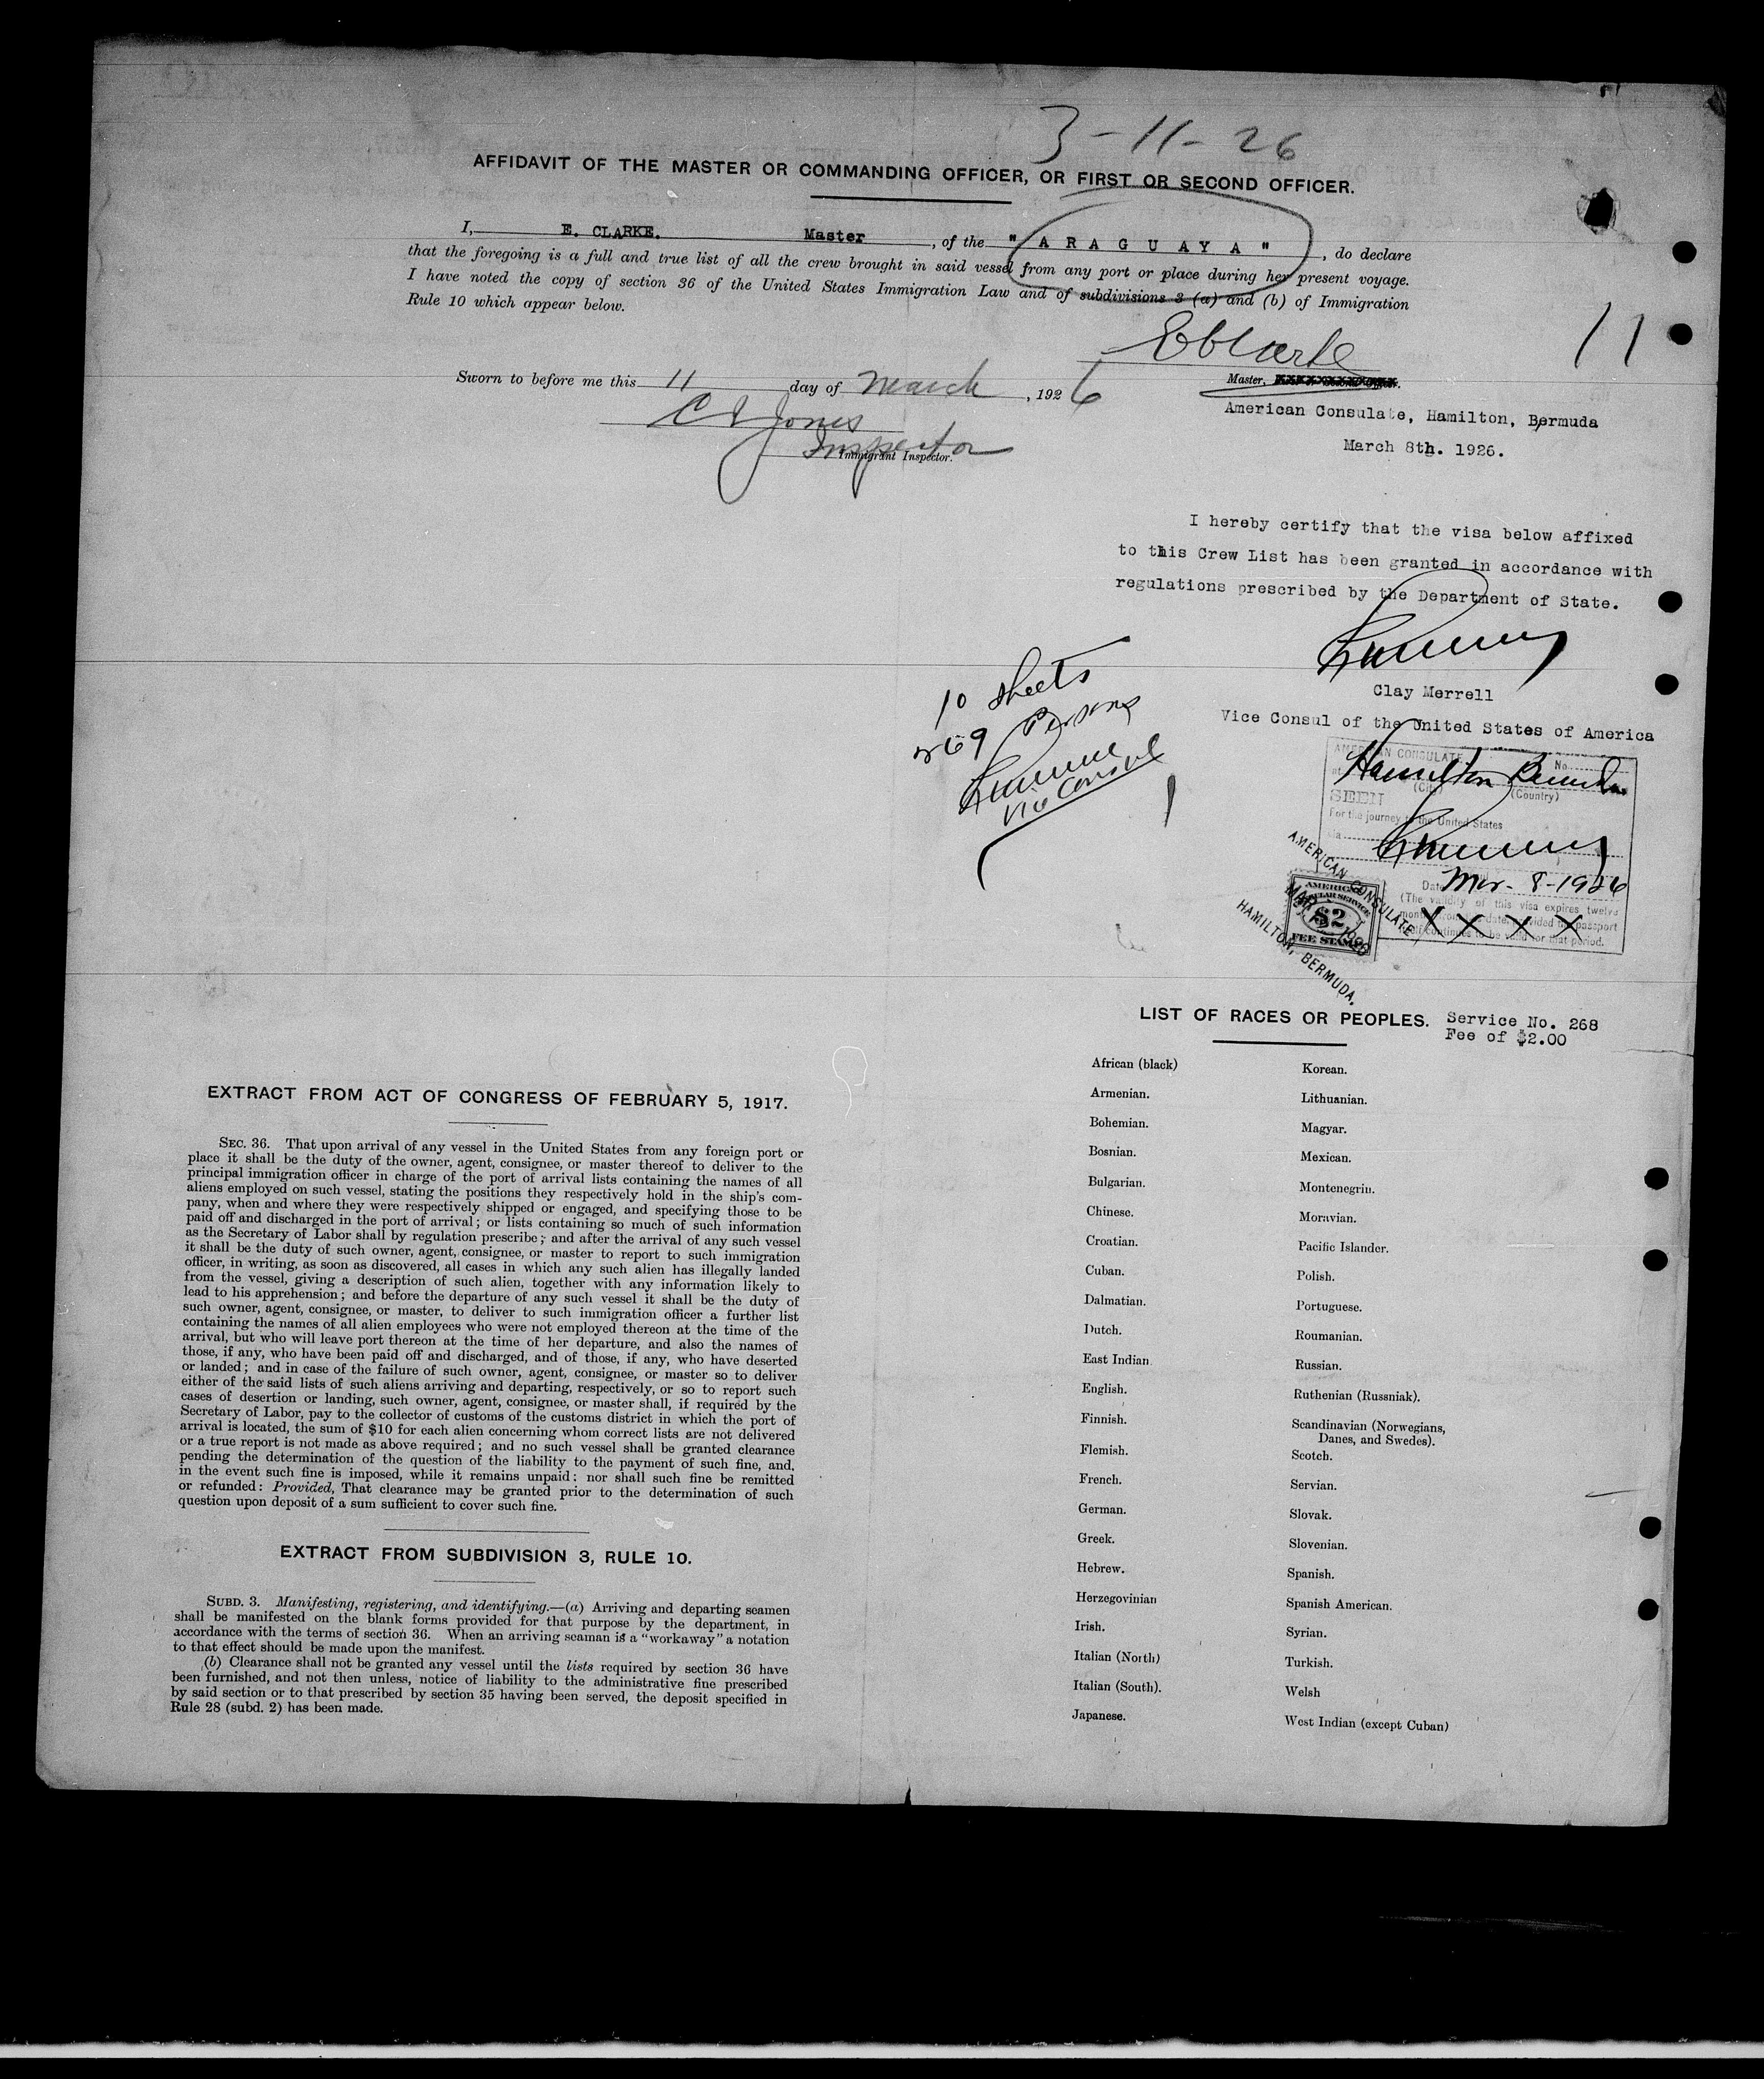 3-11-26
AFFIDAVIT OF THE MASTER OR COMMANDING OFFICER, OR FIRST OR SECOND OFFICER.
I, E. CLARKE. Master, of the " A R A G U A Y A ", do declare
that the foregoing is a full and true list of all the crew brought in said vessel from any port or place during her present voyage.
I have noted the copy of section 36 of the United States Immigration Law and of subdivisions 3 (a) and (b) of Immigration
Rule 10 which appear below.
11
Sworn to before me this 11 day of March, 1926
Master,
C Jones
Inspector
Immigrant Inspector.
American Consulate, Hamilton, Bermuda
March 8th. 1926.
I hereby certify that the visa below affixed
to this Crew List has been granted in accordance with
regulations prescribed by the Department of State.
Clay Merrell
Vice Consul of the United States of America
10 sheets
269 Persons
Vice Consul
AMERICAN CONSULATE No.
at Hamilton Bermuda
(City) (Country)
SEEN
For the journey to the United States
via
Date Mar. 8-1926
(The validity of this visa expires twelve
months from this date, provided the passport
itself continues to be valid for that period.
X X X X
AMERICAN CONSULATE,
HAMILTON, BERMUDA.
AMERICAN
$2
FEE STAMP
LIST OF RACES OR PEOPLES.
Service No. 268
Fee of $2.00
EXTRACT FROM ACT OF CONGRESS OF FEBRUARY 5, 1917.
SEC. 36. That upon arrival of any vessel in the United States from any foreign port or
place it shall be the duty of the owner, agent, consignee, or master thereof to deliver to the
principal immigration officer in charge of the port of arrival lists containing the names of all
aliens employed on such vessel, stating the positions they respectively hold in the ship's com-
pany, when and where they were respectively shipped or engaged, and specifying those to be
paid off and discharged in the port of arrival; or lists containing so much of such information
as the Secretary of Labor shall by regulation prescribe; and after the arrival of any such vessel
it shall be the duty of such owner, agent, consignee, or master to report to such immigration
officer, in writing, as soon as discovered, all cases in which any such alien has illegally landed
from the vessel, giving a description of such alien, together with any information likely to
lead to his apprehension; and before the departure of any such vessel it shall be the duty of
such owner, agent, consignee, or master, to deliver to such immigration officer a further list
containing the names of all alien employees who were not employed thereon at the time of the
arrival, but who will leave port thereon at the time of her departure, and also the names of
those, if any, who have been paid off and discharged, and of those, if any, who have deserted
or landed; and in case of the failure of such owner, agent, consignee, or master so to deliver
either of the said lists of such aliens arriving and departing, respectively, or so to report such
cases of desertion or landing, such owner, agent, consignee, or master shall, if required by the
Secretary of Labor, pay to the collector of customs of the customs district in which the port of
arrival is located, the sum of $10 for each alien concerning whom correct lists are not delivered
or a true report is not made as above required; and no such vessel shall be granted clearance
pending the determination of the question of the liability to the payment of such fine, and,
in the event such fine is imposed, while it remains unpaid: nor shall such fine be remitted
or refunded: Provided, That clearance may be granted prior to the determination of such
question upon deposit of a sum sufficient to cover such fine.
EXTRACT FROM SUBDIVISION 3, RULE 10.
SUBD. 3. Manifesting, registering, and identifying.—(a) Arriving and departing seamen
shall be manifested on the blank forms provided for that purpose by the department, in
accordance with the terms of section 36. When an arriving seaman is a "workaway" a notation
to that effect should be made upon the manifest.
(b) Clearance shall not be granted any vessel until the lists required by section 36 have
been furnished, and not then unless, notice of liability to the administrative fine prescribed
by said section or to that prescribed by section 35 having been served, the deposit specified in
Rule 28 (subd. 2) has been made.
African (black)
Armenian.
Bohemian.
Bosnian.
Bulgarian.
Chinese.
Croatian.
Cuban.
Dalmatian.
Dutch.
East Indian
English.
Finnish.
Flemish.
French.
German.
Greek.
Hebrew.
Herzegovinian
Irish.
Italian (North)
Italian (South).
Japanese.
Korean.
Lithuanian.
Magyar.
Mexican.
Montenegrin.
Moravian.
Pacific Islander.
Polish.
Portuguese.
Roumanian.
Russian.
Ruthenian (Russniak).
Scandinavian (Norwegians,
Danes, and Swedes).
Scotch.
Servian.
Slovak.
Slovenian.
Spanish.
Spanish American.
Syrian.
Turkish.
Welsh
West Indian (except Cuban)